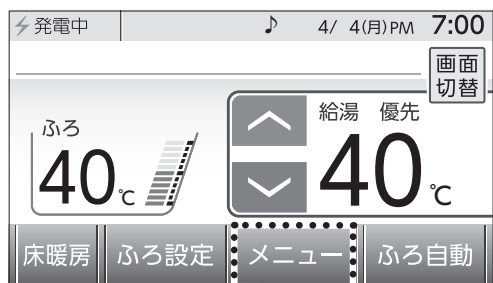 発電中 ♪ 4/ 4(月)PM 7:00
画面
切替
ふろ
40℃
給湯 優先
40℃
床暖房 ふろ設定 メニュー ふろ自動